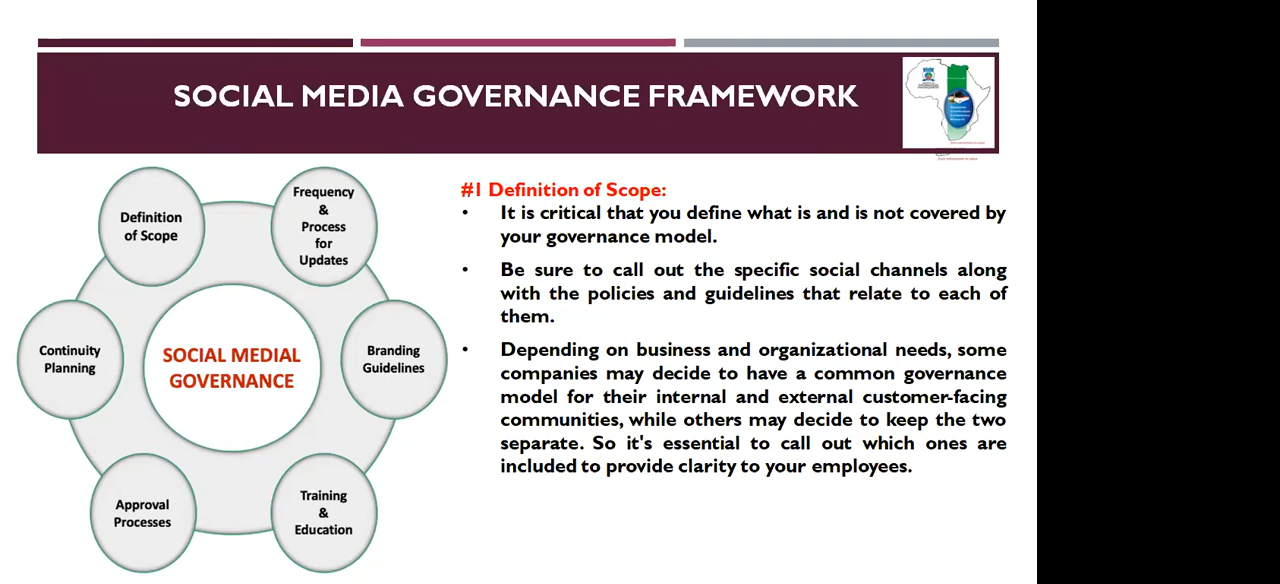 SOCIAL MEDIA GOVERNANCE FRAMEWORK
Definition
of Scope
Frequency
&
Process
for
Updates
Continuity
Planning
SOCIAL MEDIAL
GOVERNANCE
Branding
Guidelines
Approval
Processes
Training
&
Education
#1 Definition of Scope:
• It is critical that you define what is and is not covered by
your governance model.
• Be sure to call out the specific social channels along
with the policies and guidelines that relate to each of
them.
• Depending on business and organizational needs, some
companies may decide to have a common governance
model for their internal and external customer-facing
communities, while others may decide to keep the two
separate. So it's essential to call out which ones are
included to provide clarity to your employees.